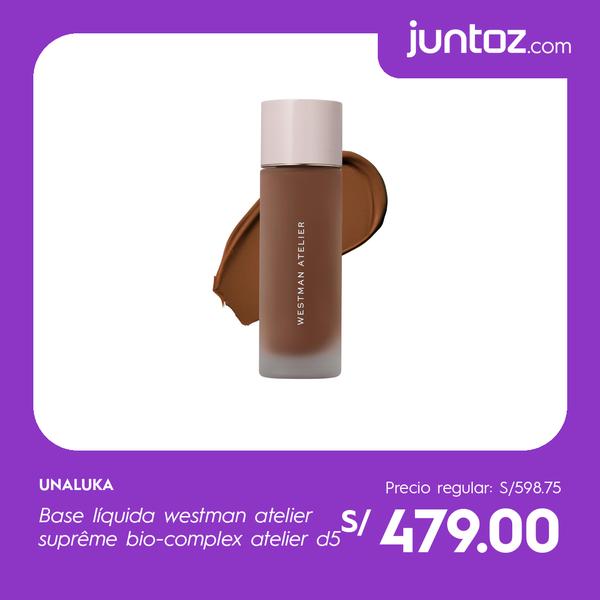 juntoz.com
WESTMAN ATELIER
UNALUKA
Base líquida westman atelier
suprême bio-complex atelier d5
Precio regular: S/598.75
S/ 479.00